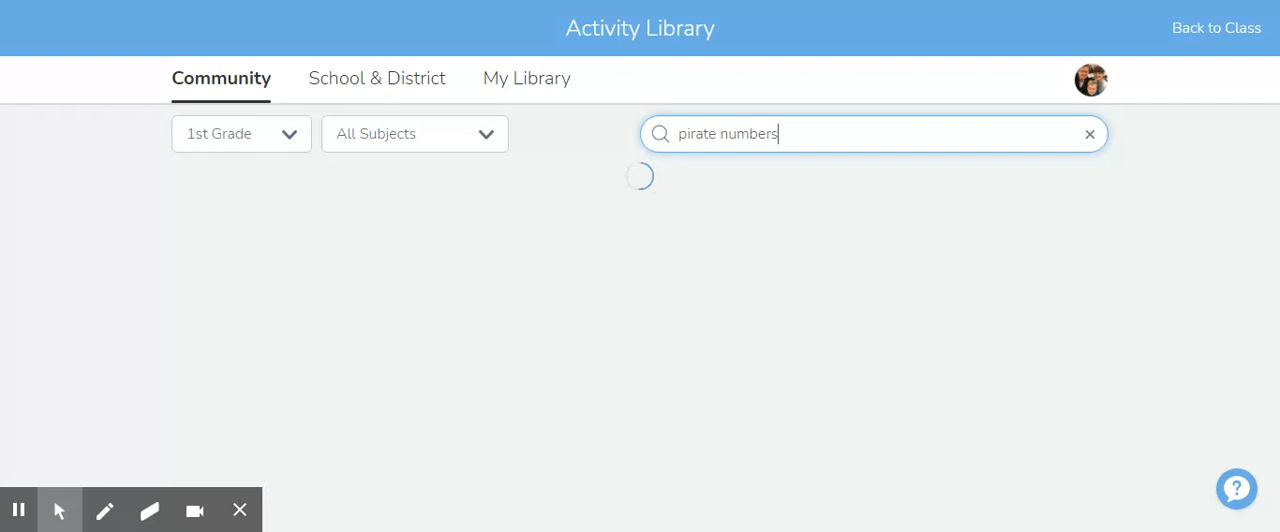 Activity Library
Back to Class
Community
School & District
My Library
1st Grade
All Subjects
pirate numbers